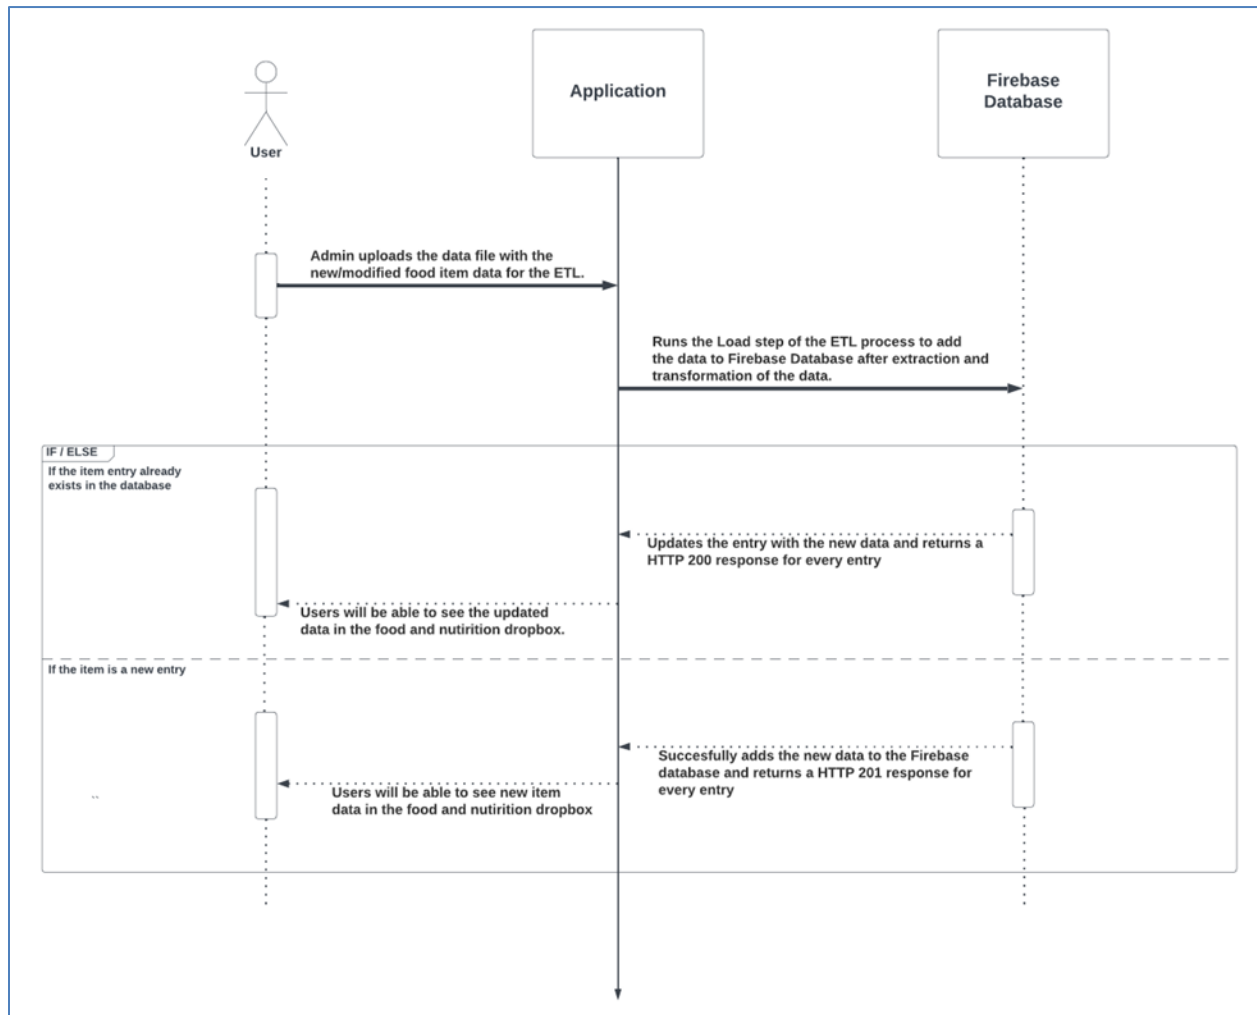 Application
Firebase
Database
User
Admin uploads the data file with the
new/modified food item data for the ETL.
Runs the Load step of the ETL process to add
the data to Firebase Database after extraction and
transformation of the data.
IF / ELSE
If the item entry already
exists in the database
Updates the entry with the new data and returns a
HTTP 200 response for every entry
Users will be able to see the updated
data in the food and nutirition dropbox.
If the item is a new entry
Succesfully adds the new data to the Firebase
database and returns a HTTP 201 response for
every entry
Users will be able to see new item
data in the food and nutirition dropbox